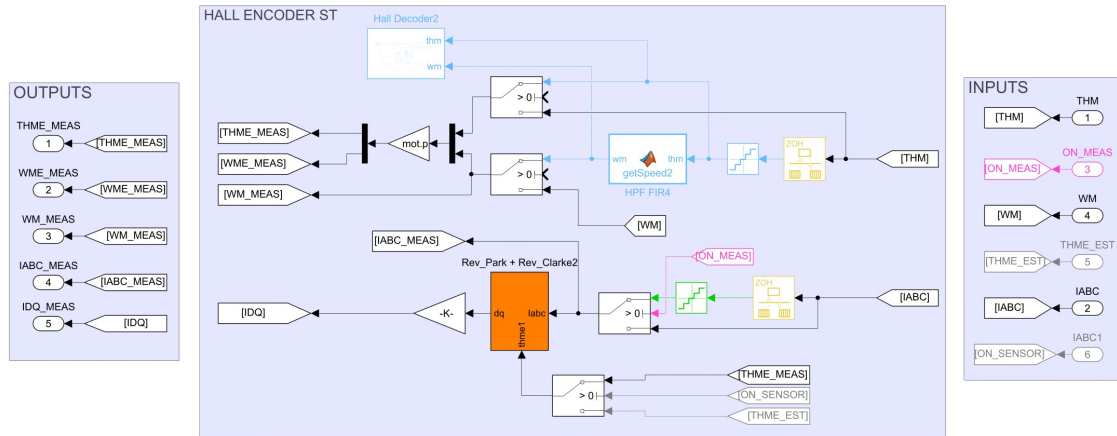 HALL ENCODER ST
Hall Decoder2
thm
wm
OUTPUTS
THME_MEAS
1
[THME_MEAS]
WME_MEAS
2
[WME_MEAS]
WM_MEAS
3
[WM_MEAS]
IABC_MEAS
4
[IABC_MEAS]
IDQ_MEAS
5
[IDQ]
[THME_MEAS]
[WME_MEAS]
[WM_MEAS]
mot.p
> 0
> 0
wm
thm
getSpeed2
HPF FIR4
ZOH
[THM]
[WM]
[IABC_MEAS]
Rev_Park + Rev_Clarke2
[ON_MEAS]
ZOH
[IABC]
[IDQ]
-K-
dq
Iabc
thme1
> 0
[THME_MEAS]
> 0
[ON_SENSOR]
[THME_EST]
INPUTS
THM
[THM]
1
ON_MEAS
[ON_MEAS]
3
WM
[WM]
4
THME_EST
[THME_EST]
5
IABC
[IABC]
2
IABC1
[ON_SENSOR]
6